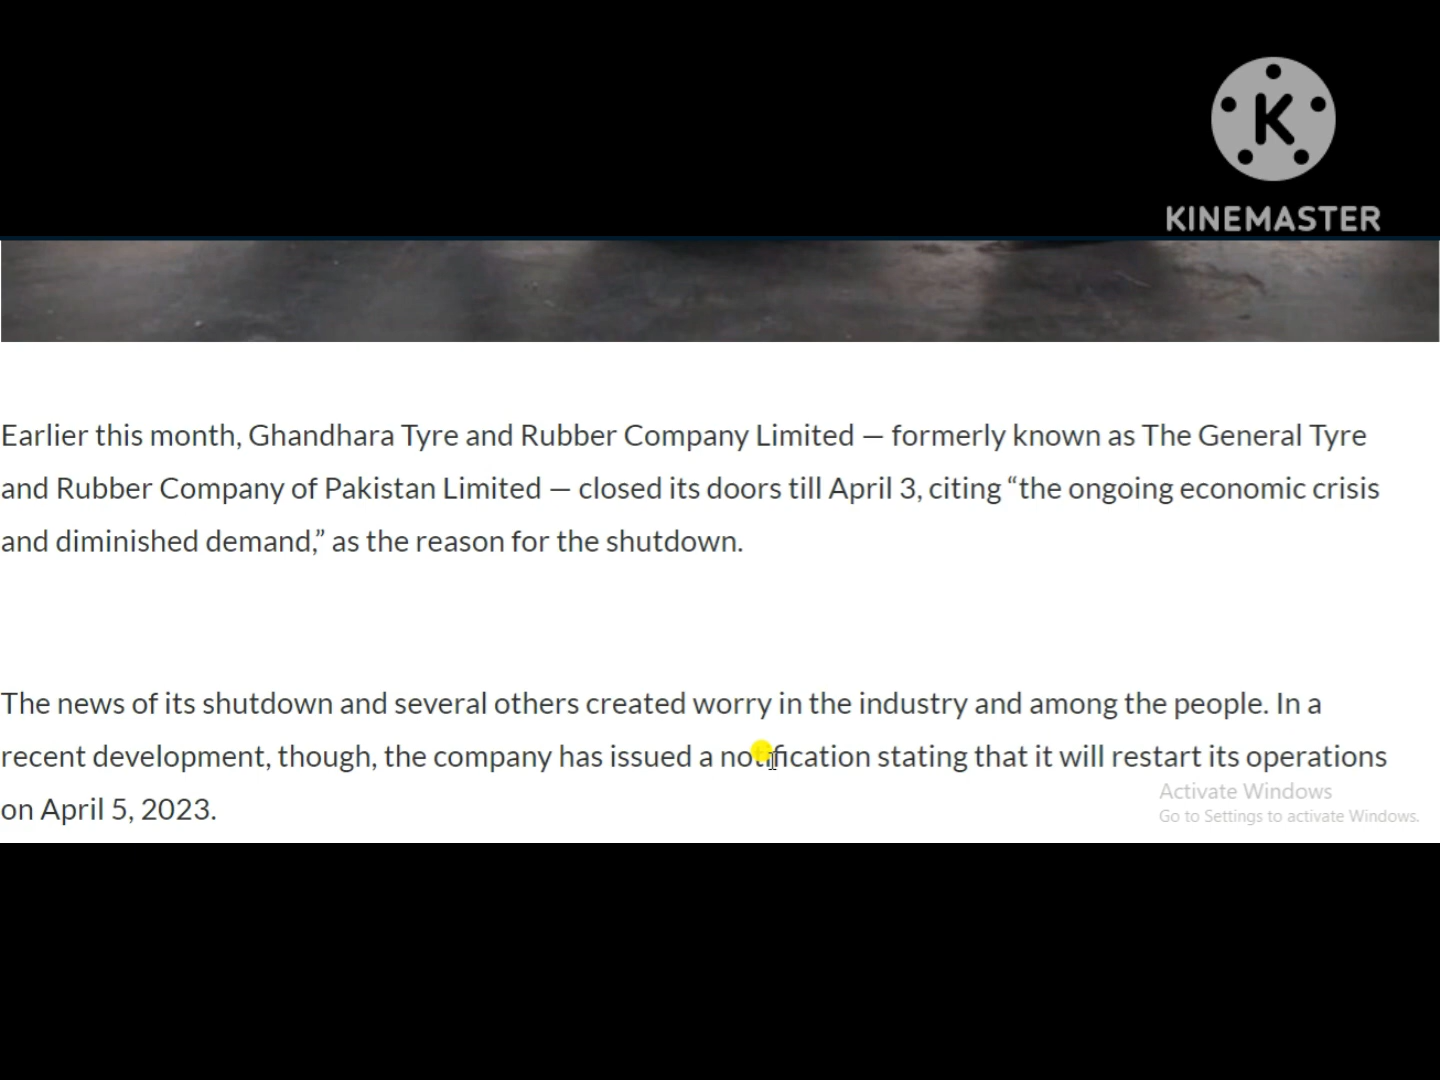 K
KINEMASTER
Earlier this month, Ghandhara Tyre and Rubber Company Limited — formerly known as The General Tyre
and Rubber Company of Pakistan Limited — closed its doors till April 3, citing “the ongoing economic crisis
and diminished demand,” as the reason for the shutdown.
The news of its shutdown and several others created worry in the industry and among the people. In a
recent development, though, the company has issued a notification stating that it will restart its operations
on April 5, 2023.
Activate Windows
Go to Settings to activate Windows.